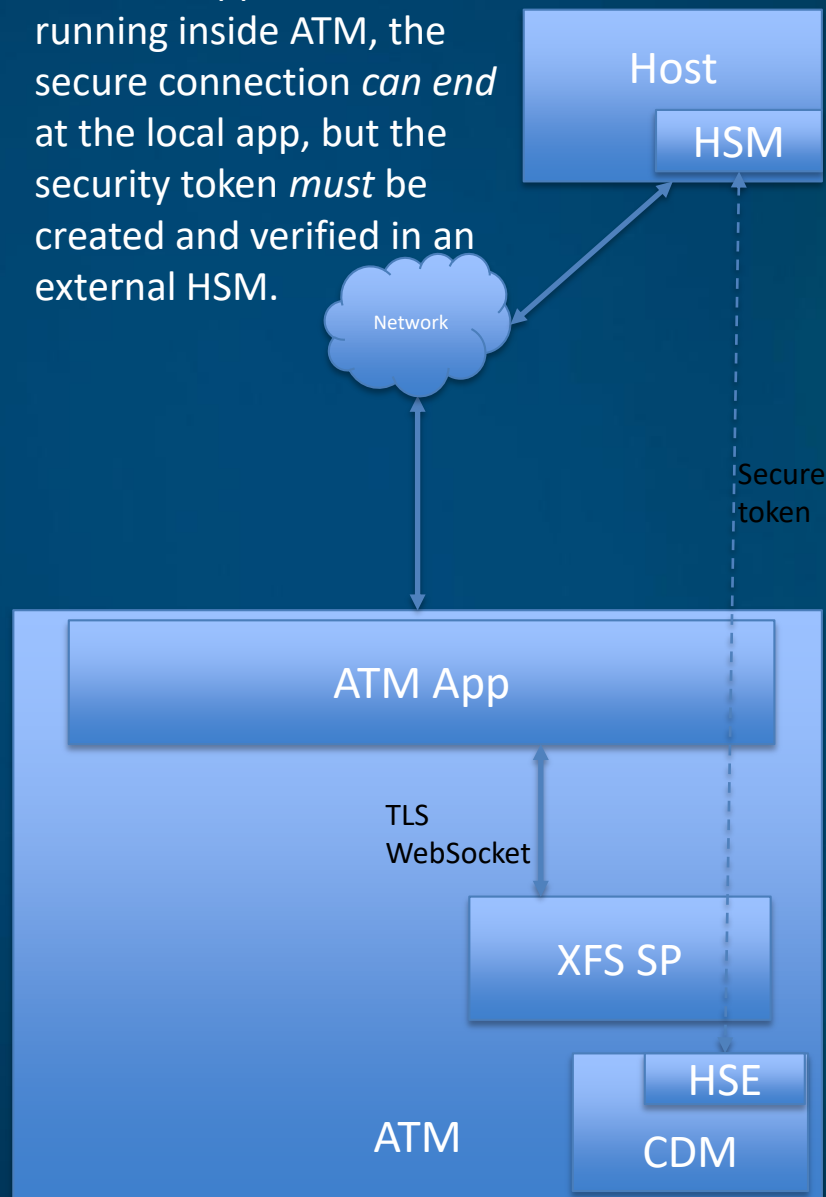 running inside ATM, the
secure connection can end
at the local app, but the
security token must be
created and verified in an
external HSM.
Host
HSM
Network
Secure
token
ATM App
TLS
WebSocket
XFS SP
HSE
CDM
ATM